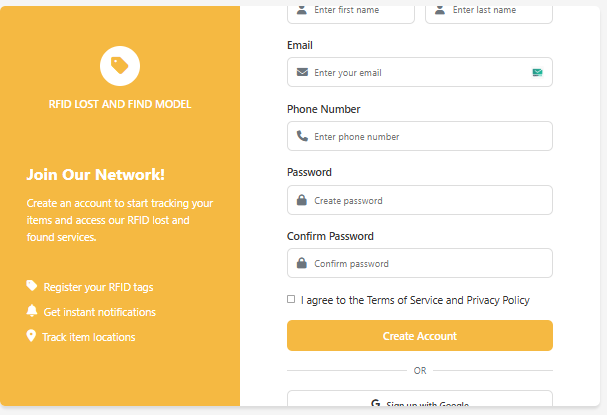 RFID LOST AND FIND MODEL
Join Our Network!
Create an account to start tracking your
items and access our RFID lost and
found services.
Register your RFID tags
Get instant notifications
Track item locations
Enter first name
Enter last name
Email
Enter your email
Phone Number
Enter phone number
Password
Create password
Confirm Password
Confirm password
I agree to the Terms of Service and Privacy Policy
Create Account
OR
Sign up with Google